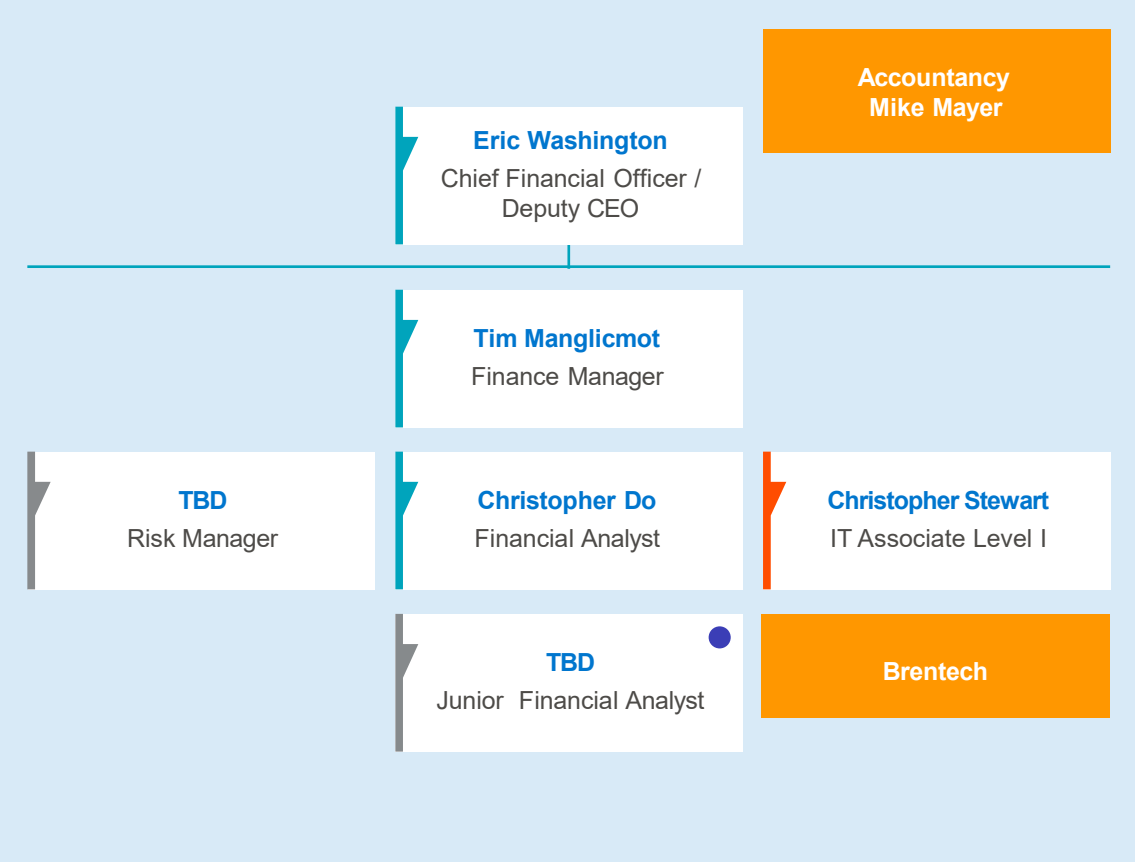 Accountancy
Mike Mayer
Eric Washington
Chief Financial Officer /
Deputy CEO
Tim Manglicmot
Finance Manager
TBD
Risk Manager
Christopher Do
Financial Analyst
Christopher Stewart
IT Associate Level I
TBD
Junior Financial Analyst
Brentech